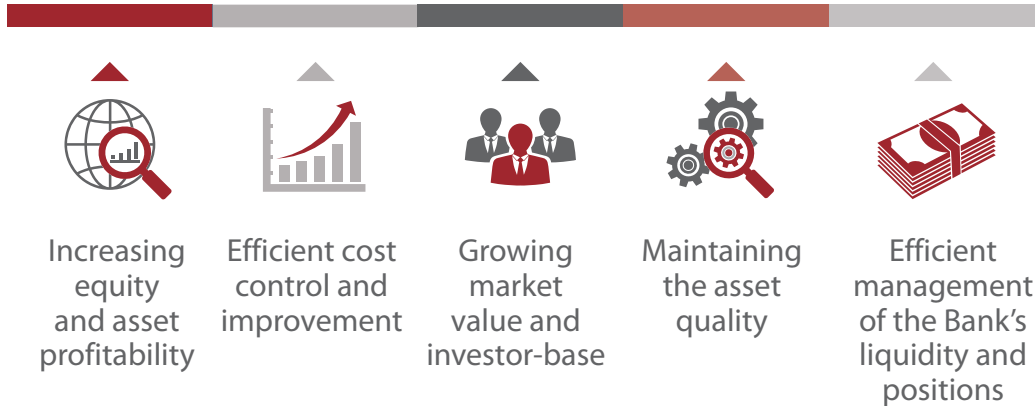 Increasing
equity
and asset
profitability
Efficient cost
control and
improvement
Growing
market
value and
investor-base
Maintaining
the asset
quality
Efficient
management
of the Bank’s
liquidity and
positions